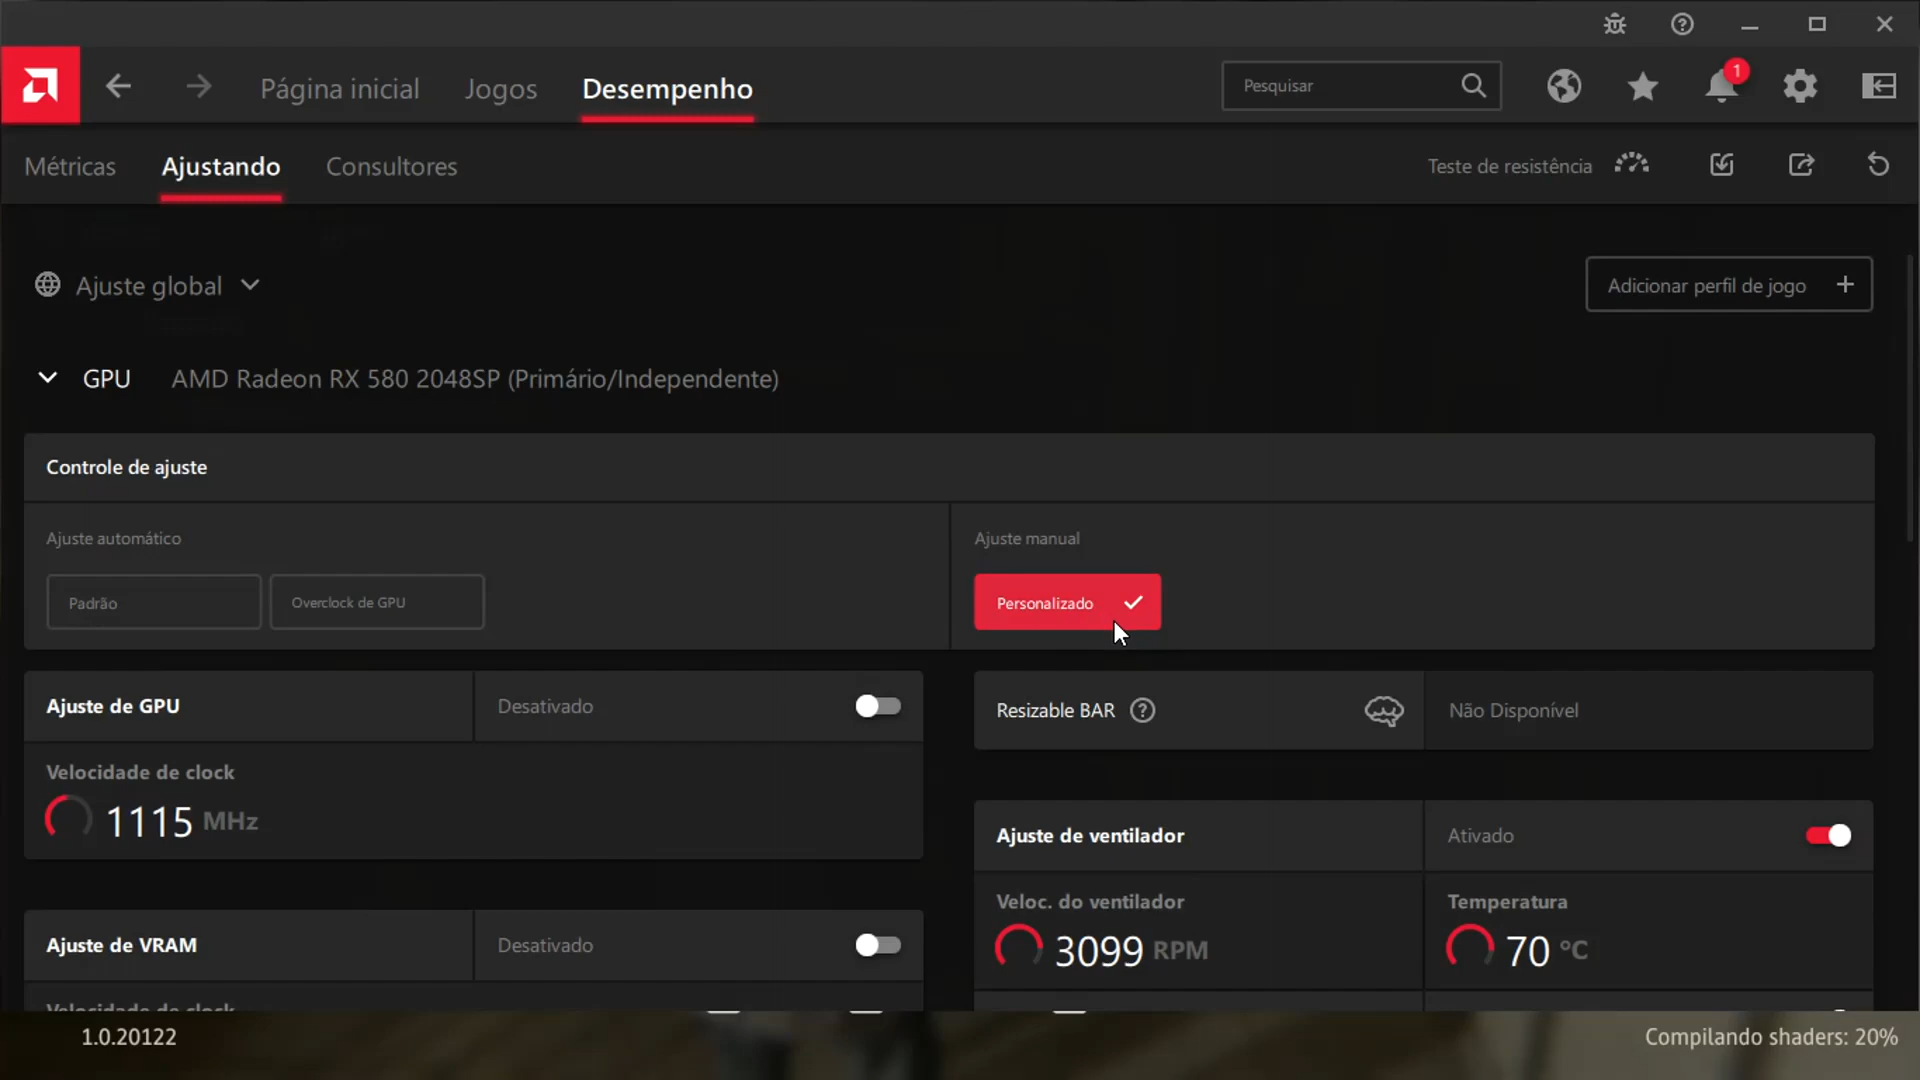 Página inicial
Jogos
Desempenho
Pesquisar
1
Métricas
Ajustando
Consultores
Teste de resistência
Ajuste global
Adicionar perfil de jogo
GPU
AMD Radeon RX 580 2048SP (Primário/Independente)
Controle de ajuste
Ajuste automático
Padrão
Overclock de GPU
Ajuste manual
Personalizado
Ajuste de GPU
Desativado
Velocidade de clock
1115 MHz
Resizable BAR
Não Disponível
Ajuste de ventilador
Ativado
Veloc. do ventilador
3099 RPM
Temperatura
70 °C
Ajuste de VRAM
Desativado
Velocidade de clock
1.0.20122
Compilando shaders: 20%